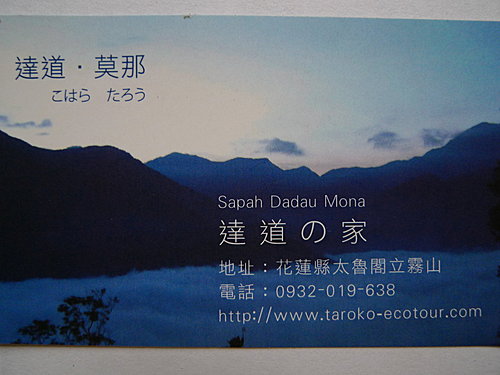 達道・莫那
こはら　たろう
Sapah Dadau Mona
達道の家
地址：花蓮縣太魯閣立霧山
電話：0932-019-638
http://www.taroko-ecotour.com